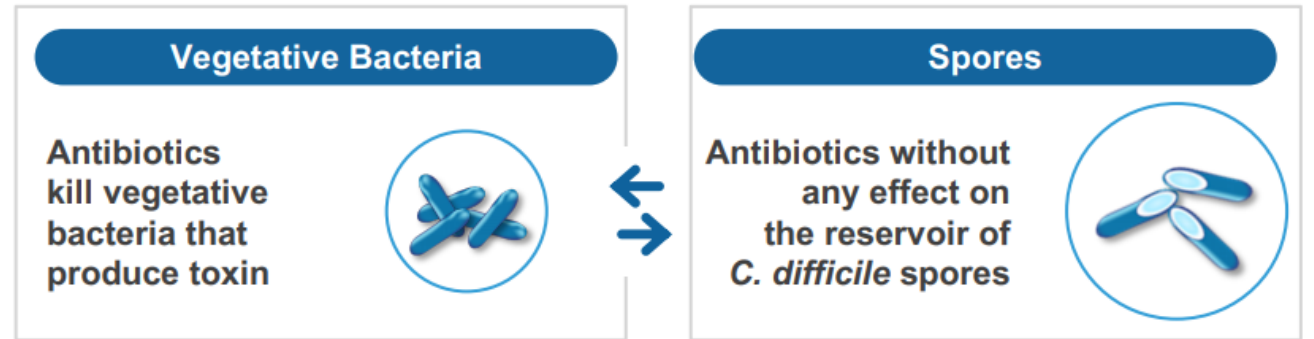 Vegetative Bacteria
Antibiotics
kill vegetative
bacteria that
produce toxin
Spores
Antibiotics without
any effect on
the reservoir of
C. difficile spores